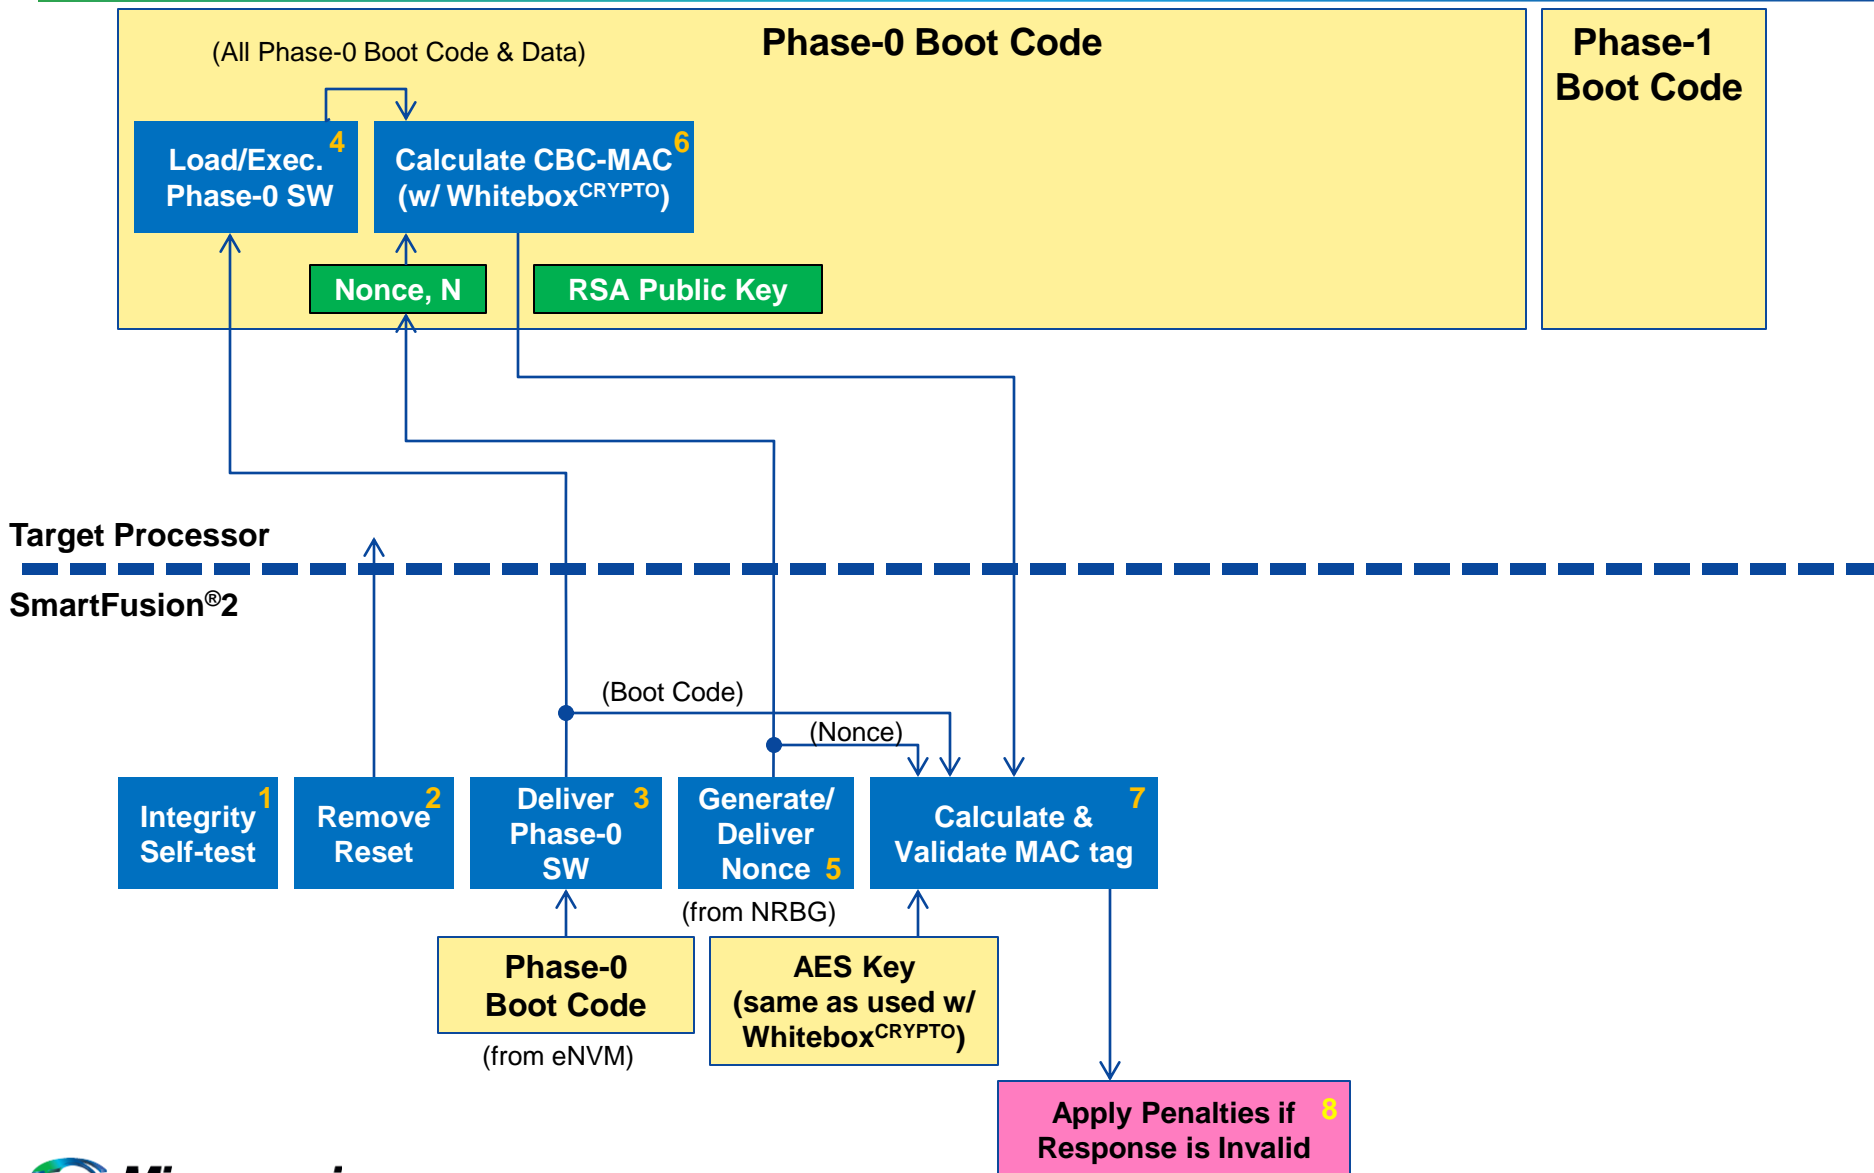 Phase-0 Boot Code
Phase-1
Boot Code
(All Phase-0 Boot Code & Data)
4
Load/Exec.
Phase-0 SW
6
Calculate CBC-MAC
(w/ WhiteboxCRYPTO)
Nonce, N
RSA Public Key
Target Processor
SmartFusion®2
(Boot Code)
(Nonce)
1
Integrity
Self-test
2
Remove
Reset
Deliver 3
Phase-0
SW
Generate/
Deliver
Nonce 5
7
Calculate &
Validate MAC tag
(from NRBG)
Phase-0
Boot Code
(from eNVM)
AES Key
(same as used w/
WhiteboxCRYPTO)
Apply Penalties if 8
Response is Invalid